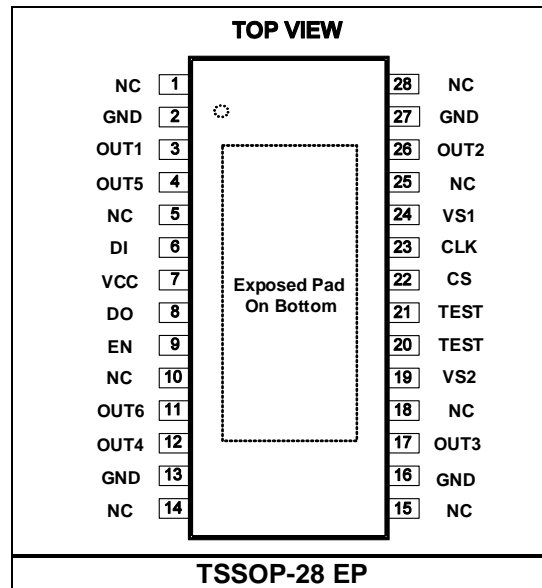 TOP VIEW
NC 1 28 NC
GND 2 27 GND
OUT1 3 26 OUT2
OUT5 4 25 NC
NC 5 24 VS1
DI 6 23 CLK
VCC 7 22 CS
Exposed Pad
On Bottom
DO 8 21 TEST
EN 9 20 TEST
NC 10 19 VS2
OUT6 11 18 NC
OUT4 12 17 OUT3
GND 13 16 GND
NC 14 15 NC
TSSOP-28 EP